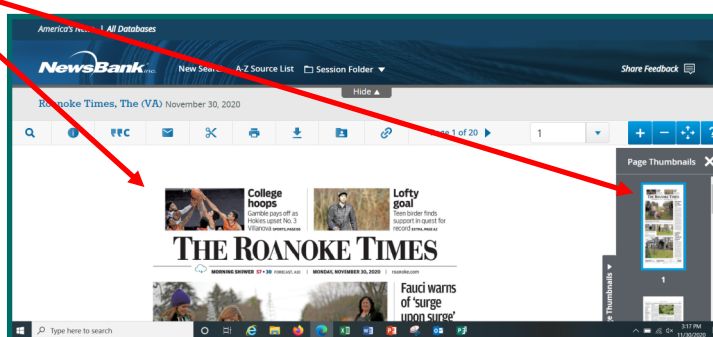 America's News | All Databases
NewsBank inc.
New Search A-Z Source List Session Folder
Share Feedback
Hide
Roanoke Times, The (VA) November 30, 2020
Page 1 of 20
1
Page Thumbnails
College
hoops
Gamble pays off as
Hokies upset No. 3
Villanova SPORTS, PAGE B5
Lofty
goal
Teen birder finds
support in quest for
record EXTRA, PAGE A2
THE ROANOKE TIMES
MORNING SHOWER 57 • 30 FORECAST, A10 | MONDAY, NOVEMBER 30, 2020 | roanoke.com
Fauci warns
of 'surge
upon surge'
THE ROANOKE TIMES
1
Thumbnails
Type here to search
3:17 PM
11/30/2020